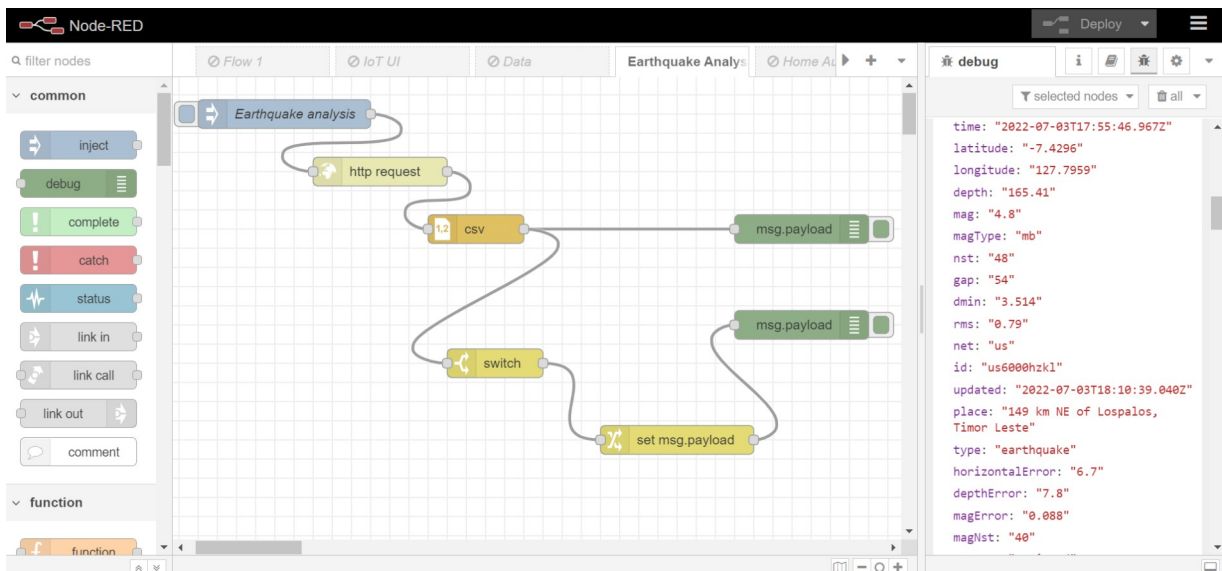 Node-RED
Deploy
filter nodes
Flow 1
IoT UI
Data
Earthquake Analys
Home Au
debug
i
common
selected nodes
all
inject
debug
complete
catch
status
link in
link call
link out
comment
function
function
Earthquake analysis
http request
1,2
csv
msg.payload
msg.payload
switch
set msg.payload
time: "2022-07-03T17:55:46.967Z"
latitude: "-7.4296"
longitude: "127.7959"
depth: "165.41"
mag: "4.8"
magType: "mb"
nst: "48"
gap: "54"
dmin: "3.514"
rms: "0.79"
net: "us"
id: "us6000hzkl"
updated: "2022-07-03T18:10:39.040Z"
place: "149 km NE of Lospalos,
Timor Leste"
type: "earthquake"
horizontalError: "6.7"
depthError: "7.8"
magError: "0.088"
magNst: "40"